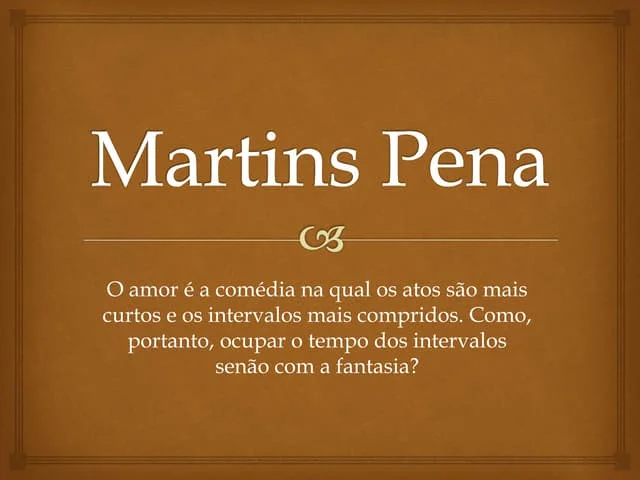 Martins Pena
O amor é a comédia na qual os atos são mais
curtos e os intervalos mais compridos. Como,
portanto, ocupar o tempo dos intervalos
senão com a fantasia?